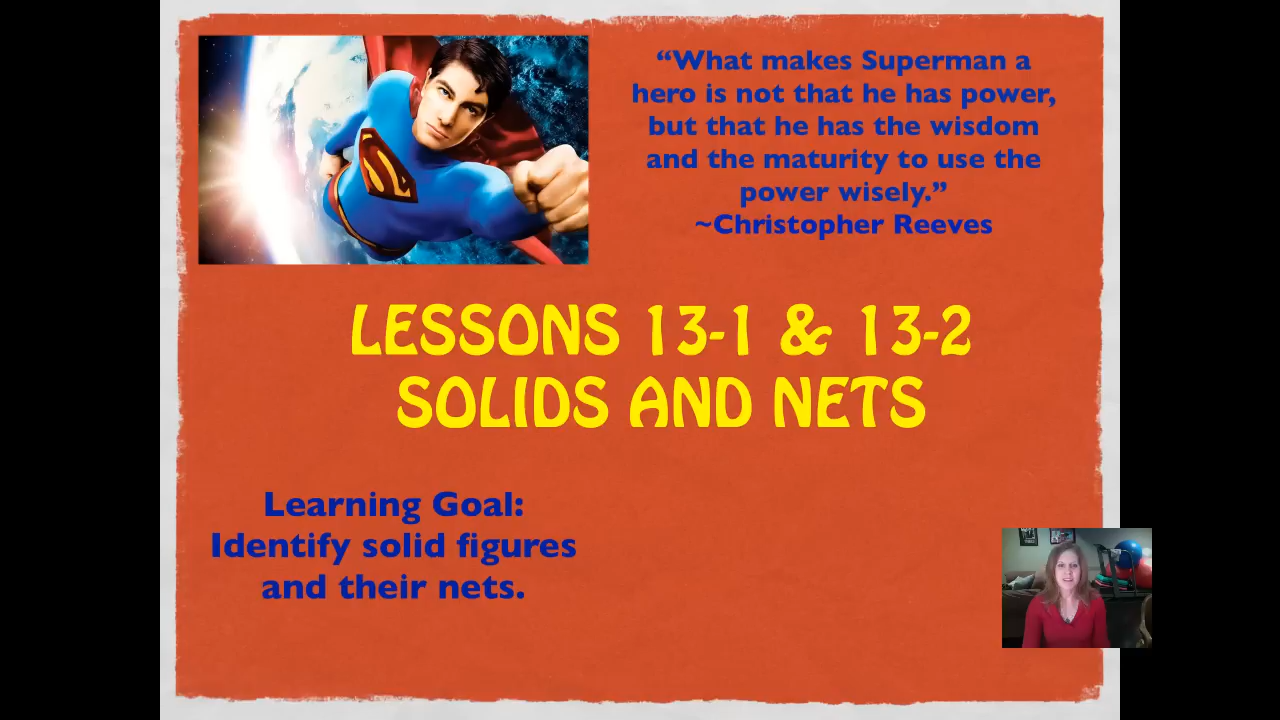 “What makes Superman a
hero is not that he has power,
but that he has the wisdom
and the maturity to use the
power wisely.”
~Christopher Reeves
LESSONS 13-1 & 13-2
SOLIDS AND NETS
Learning Goal:
Identify solid figures
and their nets.